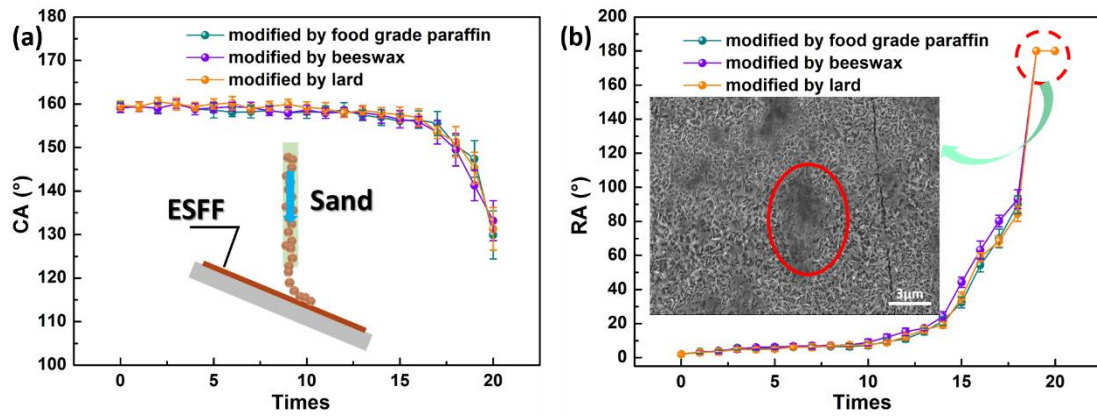 (a)
180
170
160
150
140
130
120
110
100
CA (°)
modified by food grade paraffin
modified by beeswax
modified by lard
ESFF
Sand
0 5 10 15 20
Times
(b)
200
180
160
140
120
100
80
60
40
20
0
RA (°)
modified by food grade paraffin
modified by beeswax
modified by lard
3μm
0 5 10 15 20
Times